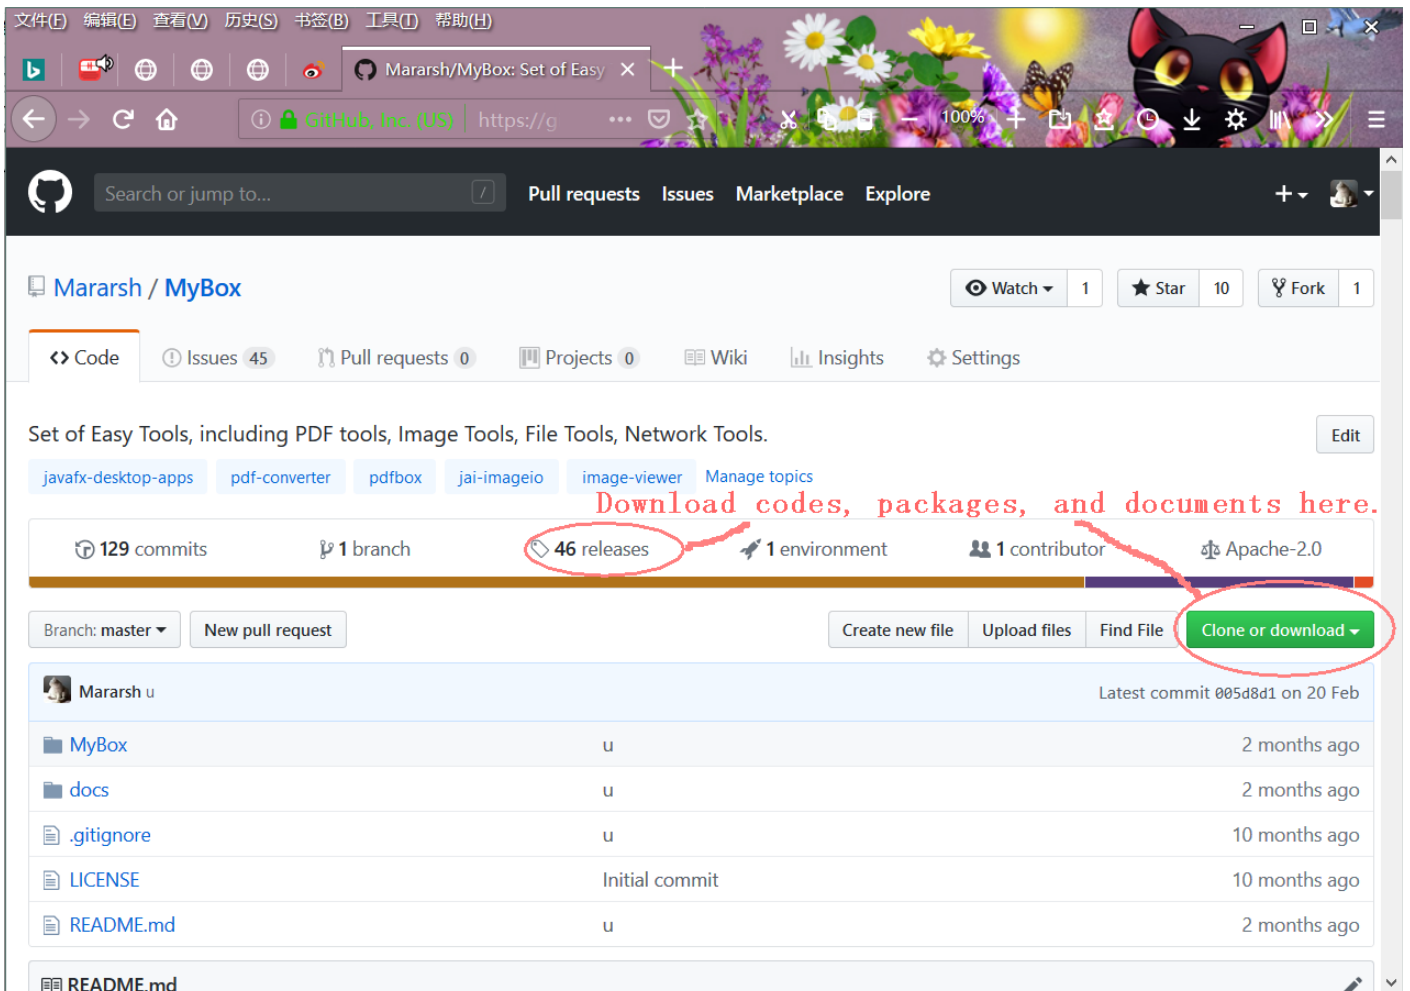 文件(F) 编辑(E) 查看(V) 历史(S) 书签(B) 工具(T) 帮助(H)
Mararsh/MyBox: Set of Easy
GitHub, Inc. (US) https://g 100%
Search or jump to... / Pull requests Issues Marketplace Explore
Mararsh / MyBox Watch 1 Star 10 Fork 1
Code Issues 45 Pull requests 0 Projects 0 Wiki Insights Settings
Set of Easy Tools, including PDF tools, Image Tools, File Tools, Network Tools. Edit
javafx-desktop-apps pdf-converter pdfbox jai-imageio image-viewer Manage topics
Download codes, packages, and documents here.
129 commits 1 branch 46 releases 1 environment 1 contributor Apache-2.0
Branch: master New pull request Create new file Upload files Find File Clone or download
Mararsh u Latest commit 005d8d1 on 20 Feb
MyBox u 2 months ago
docs u 2 months ago
.gitignore u 10 months ago
LICENSE Initial commit 10 months ago
README.md u 2 months ago
README.md